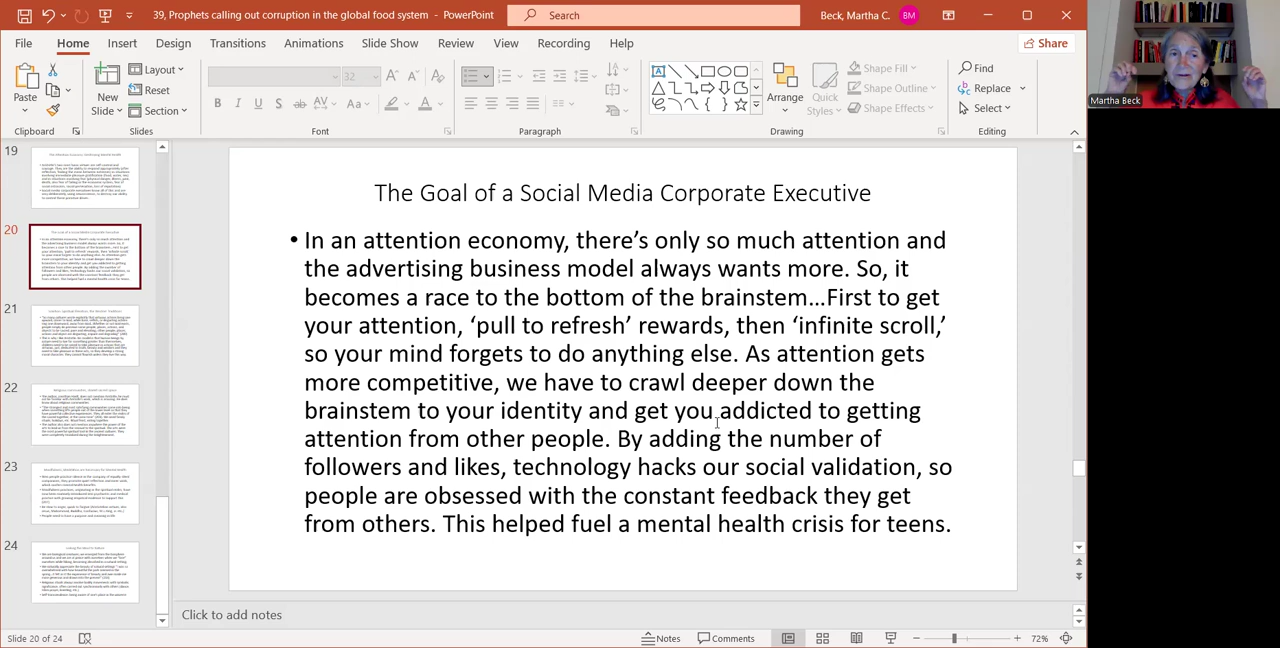 39, Prophets calling out corruption in the global food system - PowerPoint
Search
Beck, Martha C.
BM
File Home Insert Design Transitions Animations Slide Show Review View Recording Help
Share
Paste
New
Slide
Layout
Reset
Section
32
Arrange
Quick
Styles
Shape Fill
Shape Outline
Shape Effects
Find
Replace
Select
Clipboard
Slides
Font
Paragraph
Drawing
Editing
Martha Beck
19
20
21
22
23
24
The Goal of a Social Media Corporate Executive
• In an attention economy, there’s only so much attention and
the advertising business model always wants more. So, it
becomes a race to the bottom of the brainstem…First to get
your attention, ‘pull to refresh’ rewards, then ‘infinite scroll,’
so your mind forgets to do anything else. As attention gets
more competitive, we have to crawl deeper down the
brainstem to your identity and get you addicted to getting
attention from other people. By adding the number of
followers and likes, technology hacks our social validation, so
people are obsessed with the constant feedback they get
from others. This helped fuel a mental health crisis for teens.
Click to add notes
Slide 20 of 24
Notes
Comments
72%